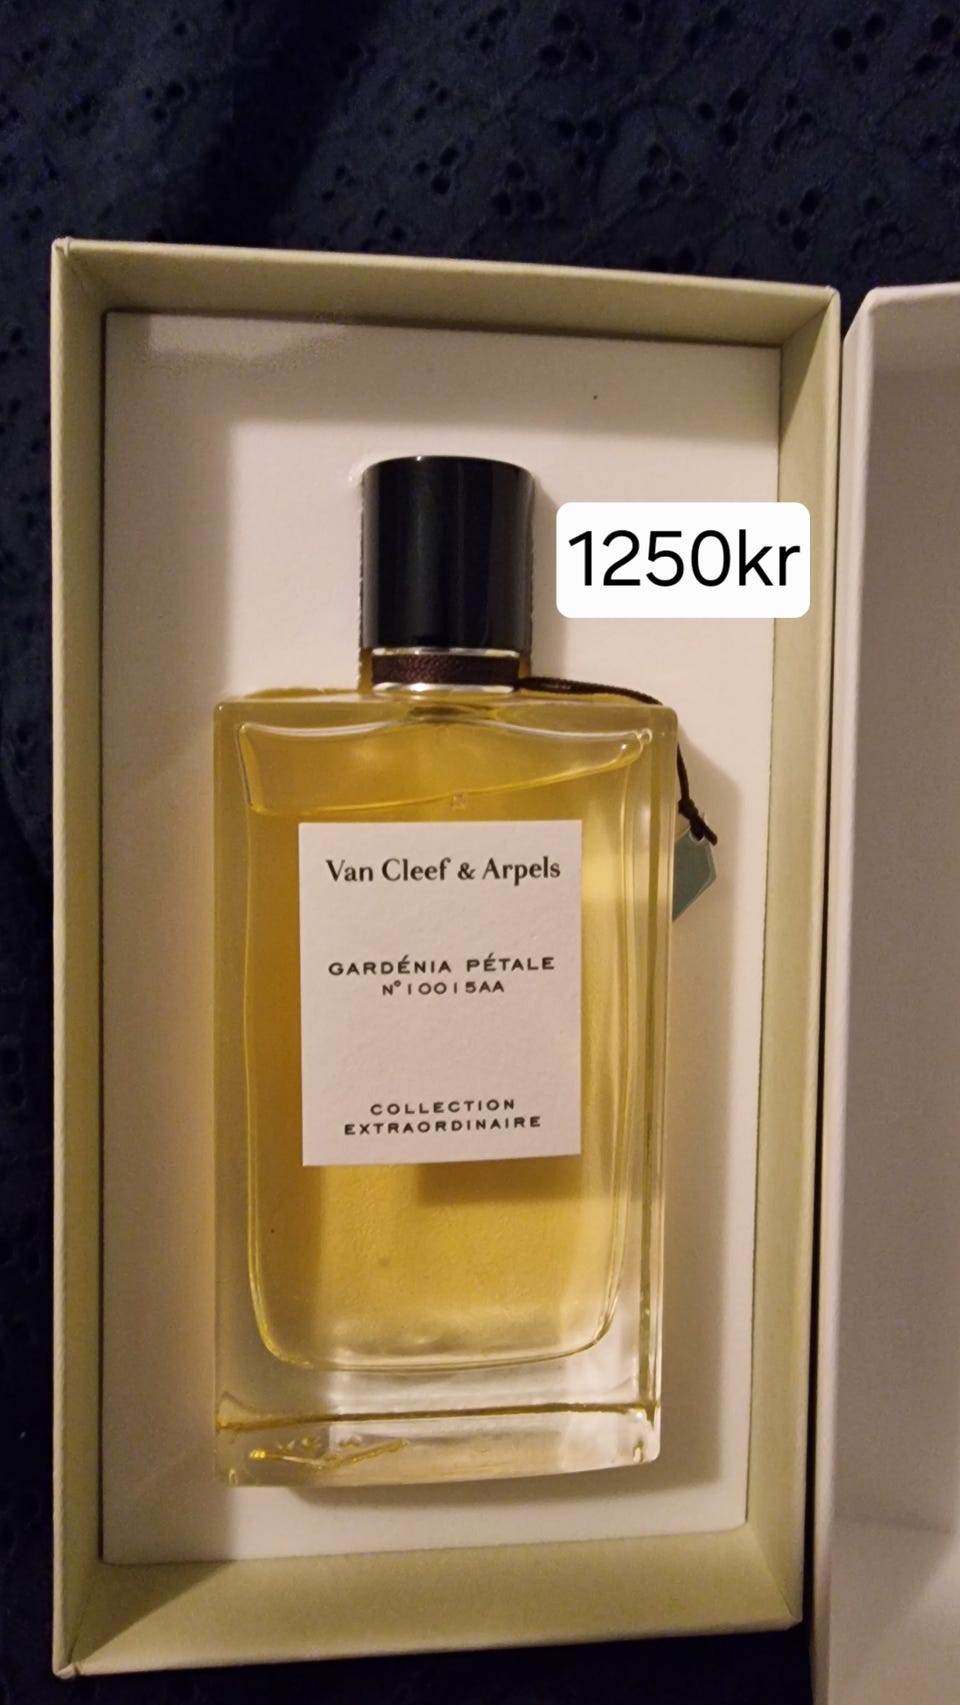 1250kr
Van Cleef & Arpels
GARDÉNIA PÉTALE
N°10015AA
COLLECTION
EXTRAORDINAIRE